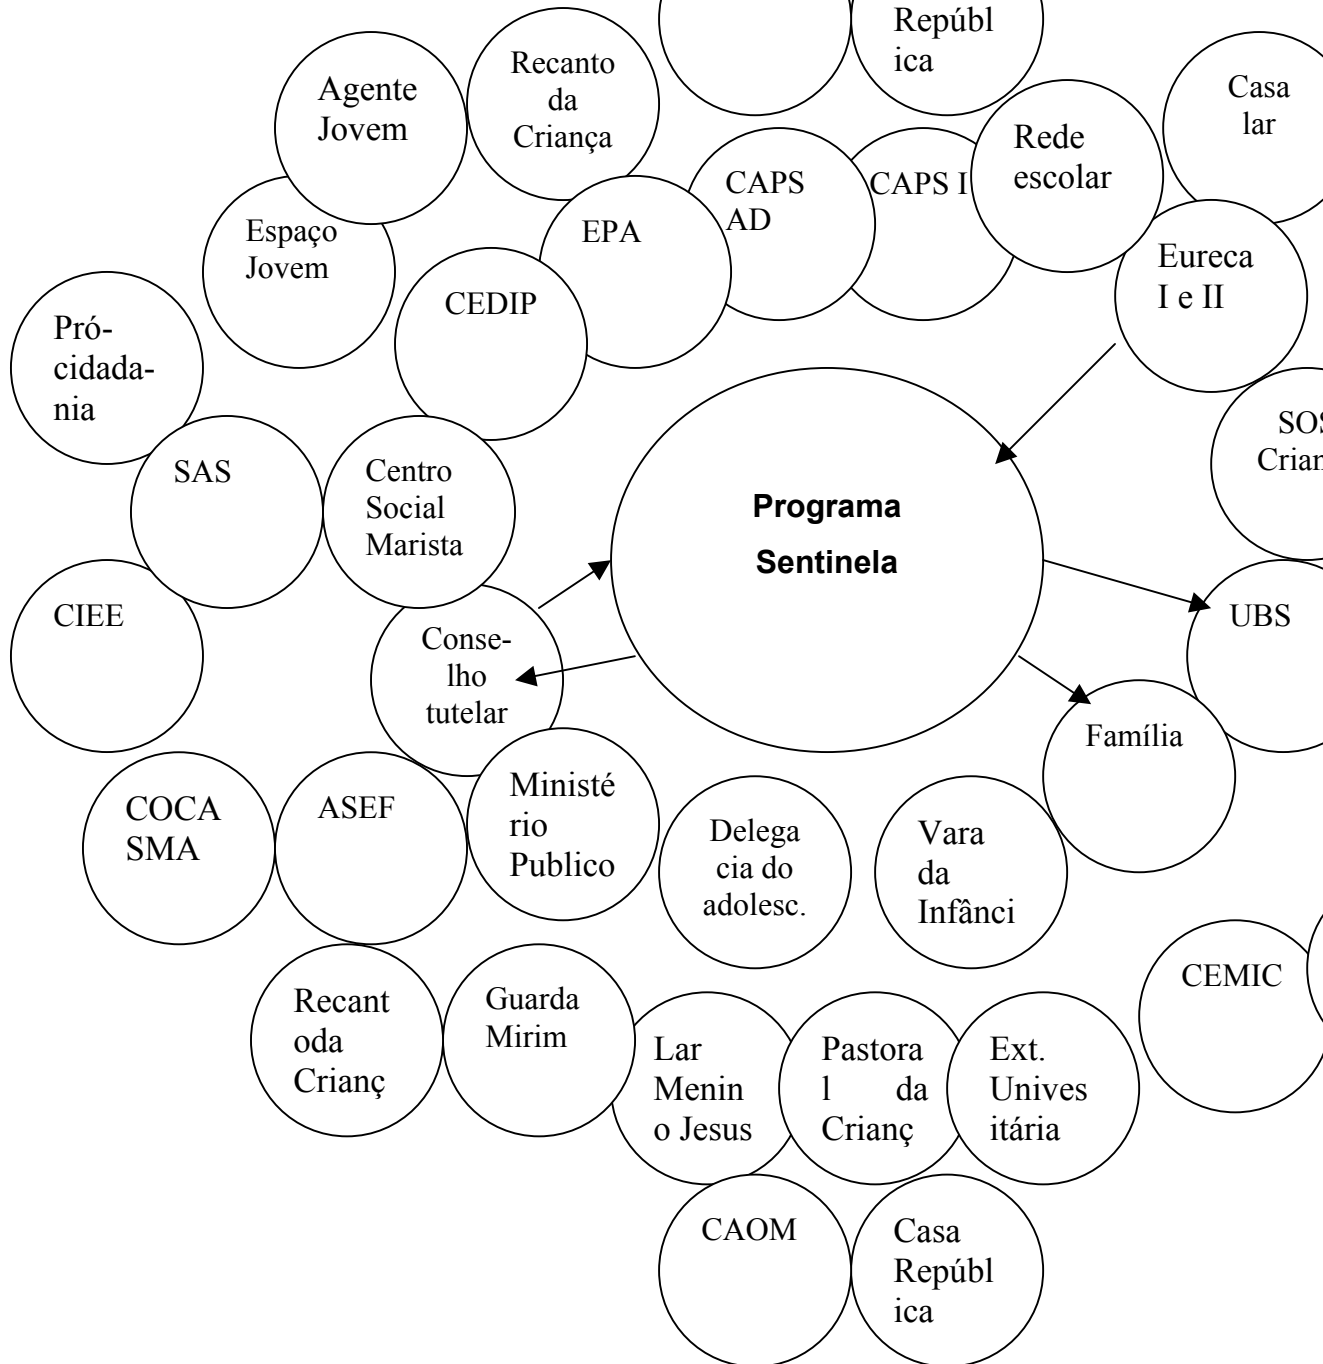 Repúbl
ica
Agente
Jovem
Recanto
da
Criança
Casa
lar
Rede
escolar
CAPS
AD
CAPS I
EPA
Espaço
Jovem
Eureca
I e II
CEDIP
Pró-
cidada-
nia
SAS
Centro
Social
Marista
Programa
Sentinela
CIEE
Conse-
lho
tutelar
UBS
Família
COCA
SMA
ASEF
Ministé
rio
Publico
Delega
cia do
adolesc.
Vara
da
Infânci
CEMIC
Recant
oda
Crianç
Guarda
Mirim
Lar
Menin
o Jesus
Pastora
l da
Crianç
Ext.
Unives
itária
CAOM
Casa
Repúbl
ica